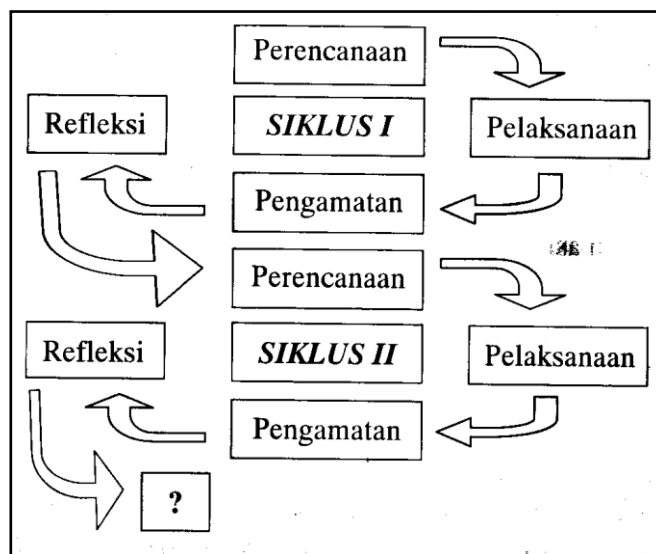 Perencanaan
Refleksi
SIKLUS I
Pelaksanaan
Pengamatan
Perencanaan
Refleksi
SIKLUS II
Pelaksanaan
Pengamatan
?